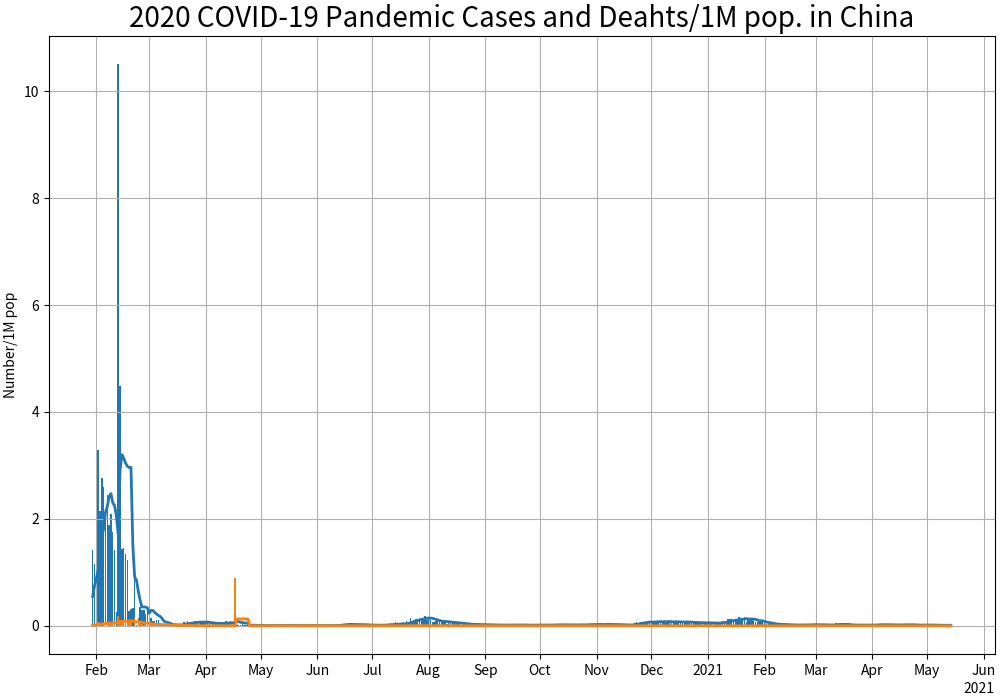 2020 COVID-19 Pandemic Cases and Deahts/1M pop. in China
Number/1M pop
10
8
6
4
2
0
Feb Mar Apr May Jun Jul Aug Sep Oct Nov Dec 2021 Feb Mar Apr May Jun
2021